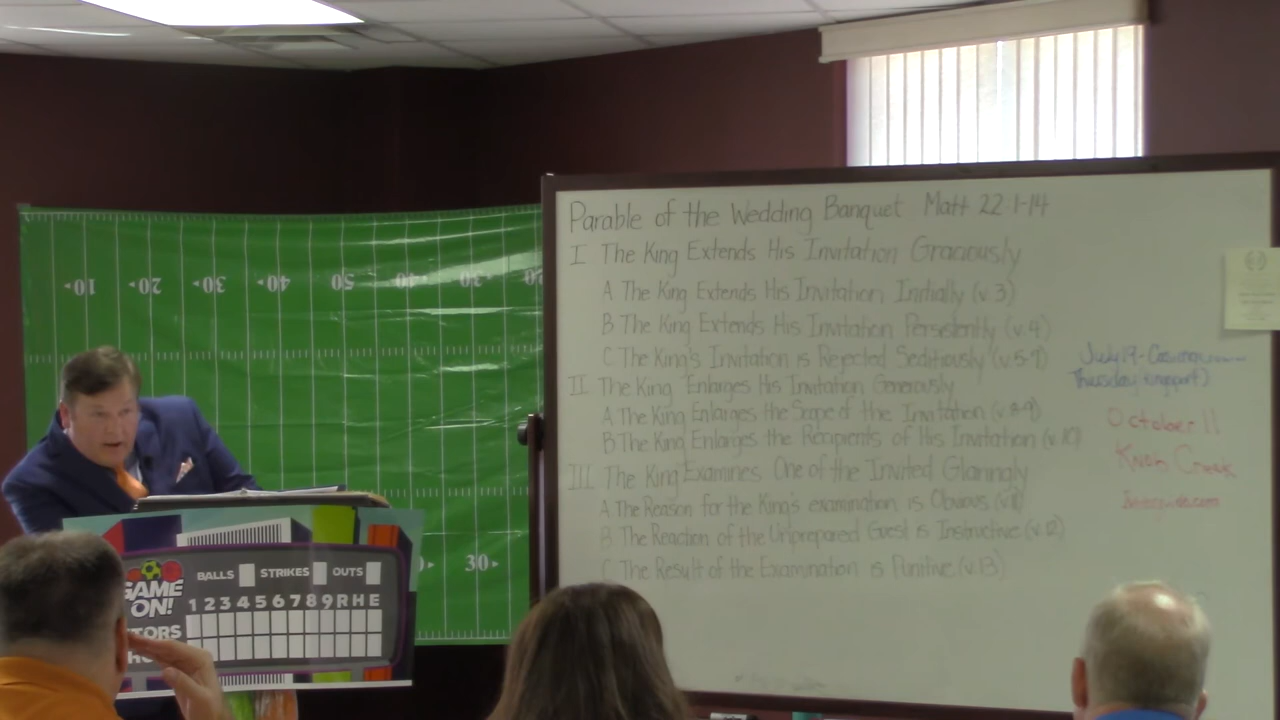 Parable of the Wedding Banquet Matt 22:1-14
I The King Extends His Invitation Graciously
A The King Extends His Invitation Initially (v.3)
B The King Extends His Invitation Persistently (v.4)
C The King's Invitation is Rejected Seditiously (v.5-7)
II The King Enlarges His Invitation Generously
A The King Enlarges the Scope of the Invitation (v.8-9)
B The King Enlarges the Recipients of His Invitation (v.10)
III The King Examines One of the Invited Glaringly
A The Reason for the King's examination is Obvious (v.11)
B. The Reaction of the Unprepared Guest is Instructive (v.12)
C The Result of the Examination is Punitive (v.13)
July 19 -
Thursday
October 11
Knob Creek
10 20 30 40 50 40 30 20
30
BALLS STRIKES OUTS
GAME ON!
1 2 3 4 5 6 7 8 9 R H E
TORS
HO